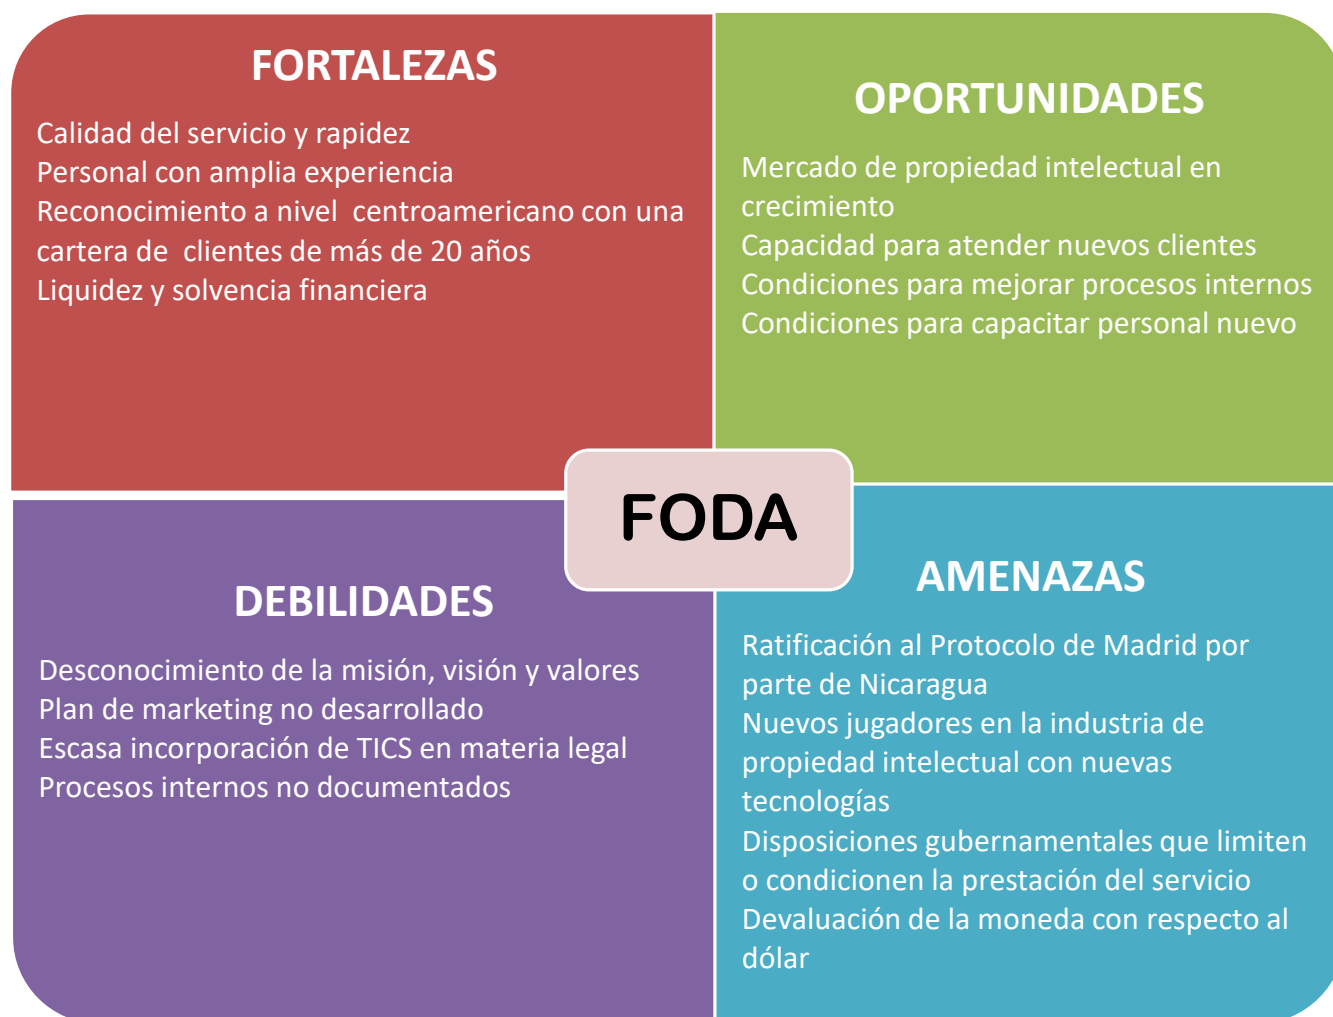 FORTALEZAS
Calidad del servicio y rapidez
Personal con amplia experiencia
Reconocimiento a nivel  centroamericano con una
cartera de  clientes de más de 20 años
Liquidez y solvencia financiera
OPORTUNIDADES
Mercado de propiedad intelectual en
crecimiento
Capacidad para atender nuevos clientes
Condiciones para mejorar procesos internos
Condiciones para capacitar personal nuevo
FODA
DEBILIDADES
Desconocimiento de la misión, visión y valores
Plan de marketing no desarrollado
Escasa incorporación de TICS en materia legal
Procesos internos no documentados
AMENAZAS
Ratificación al Protocolo de Madrid por
parte de Nicaragua
Nuevos jugadores en la industria de
propiedad intelectual con nuevas
tecnologías
Disposiciones gubernamentales que limiten
o condicionen la prestación del servicio
Devaluación de la moneda con respecto al
dólar